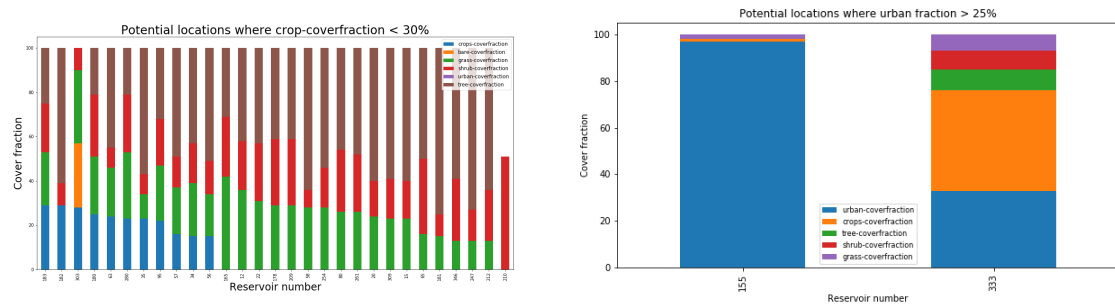 Potential locations where crop-coverfraction < 30%
crops-coverfraction
bare-coverfraction
grass-coverfraction
shrub-coverfraction
urban-coverfraction
tree-coverfraction
100
80
60
40
20
0
Cover fraction
Reservoir number
Potential locations where urban fraction > 25%
100
80
60
40
20
0
Cover fraction
urban-coverfraction
crops-coverfraction
tree-coverfraction
shrub-coverfraction
grass-coverfraction
155 333
Reservoir number